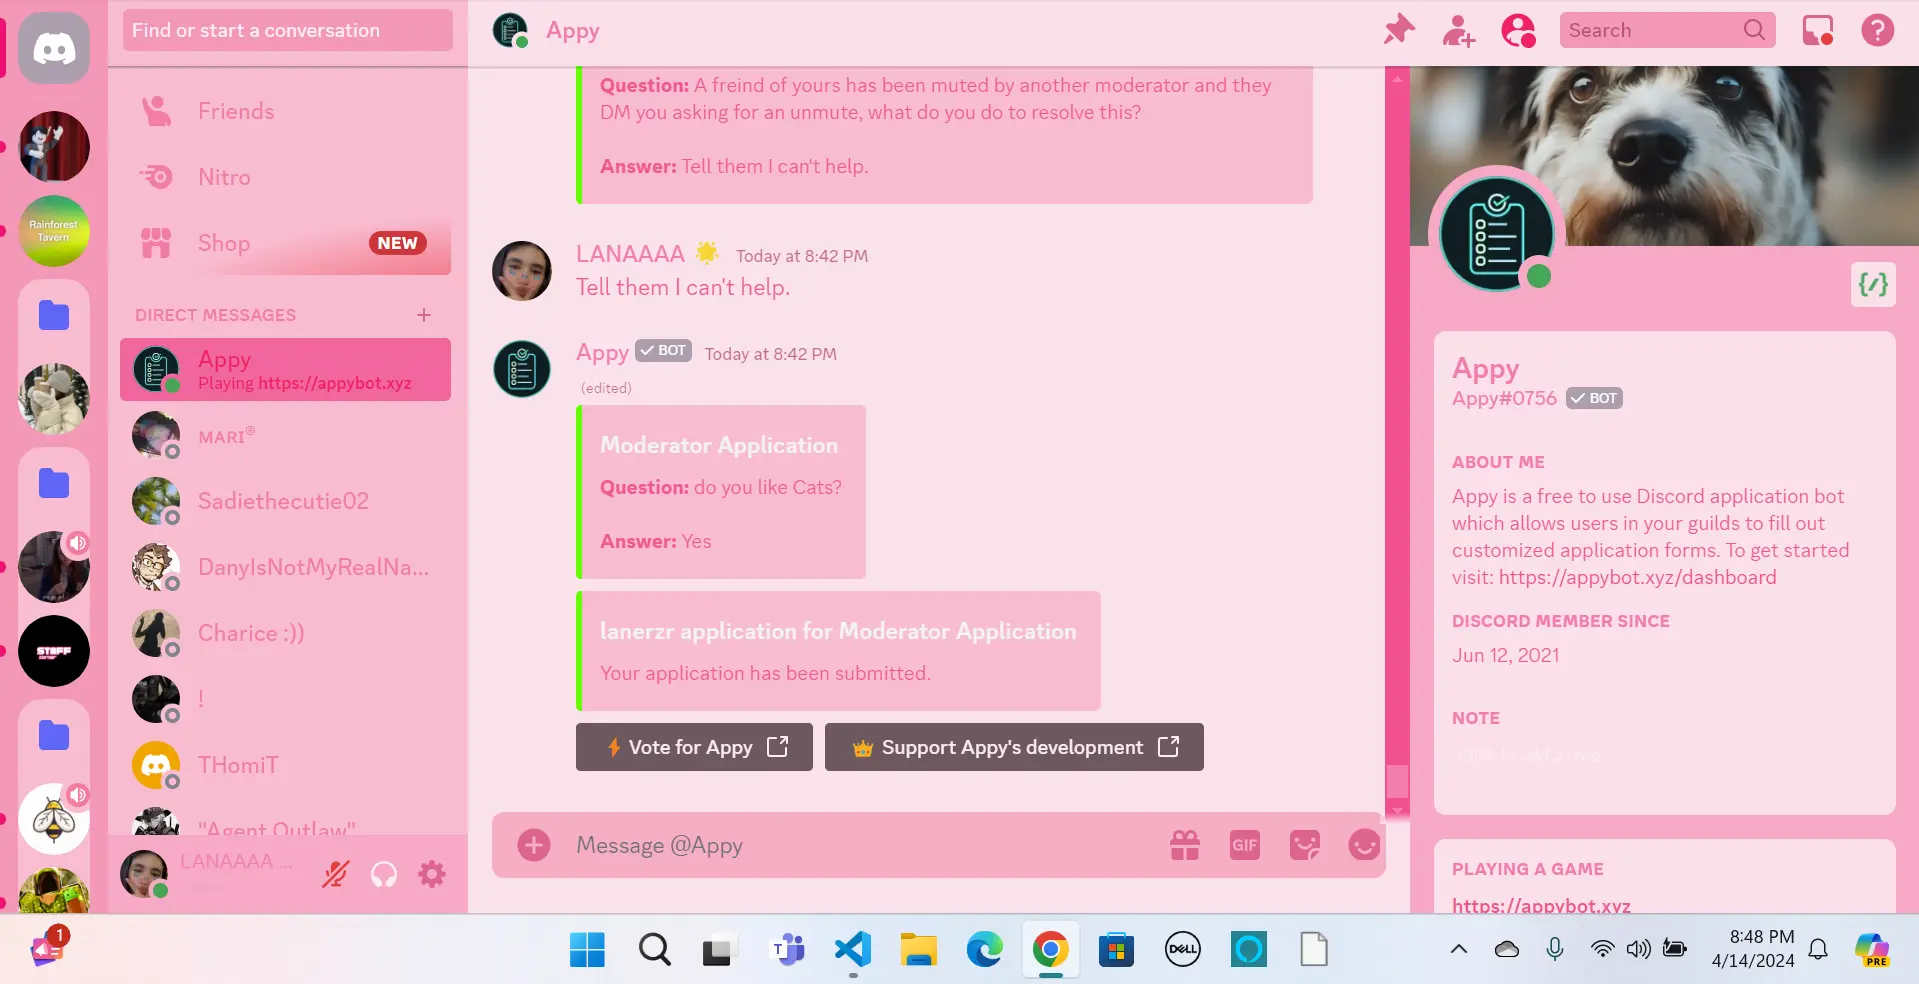 Find or start a conversation
Friends
Nitro
Shop
NEW
DIRECT MESSAGES
Appy
Playing https://appybot.xyz
MARI®
Sadiethecutie02
DanyIsNotMyRealNa...
Charice :))
!
THomiT
"Agent Outlaw"
LANAAAA ...
Rainforest
Tavern
STAFF
Appy
Search
Question: A freind of yours has been muted by another moderator and they
DM you asking for an unmute, what do you do to resolve this?
Answer: Tell them I can't help.
LANAAAA Today at 8:42 PM
Tell them I can't help.
Appy BOT Today at 8:42 PM
(edited)
Moderator Application
Question: do you like Cats?
Answer: Yes
lanerzr application for Moderator Application
Your application has been submitted.
Vote for Appy
Support Appy's development
Message @Appy
GIF
{/}
Appy
Appy#0756 BOT
ABOUT ME
Appy is a free to use Discord application bot
which allows users in your guilds to fill out
customized application forms. To get started
visit: https://appybot.xyz/dashboard
DISCORD MEMBER SINCE
Jun 12, 2021
NOTE
Click to add a note
PLAYING A GAME
https://appybot.xyz
1
T
DELL
8:48 PM
4/14/2024
PRE